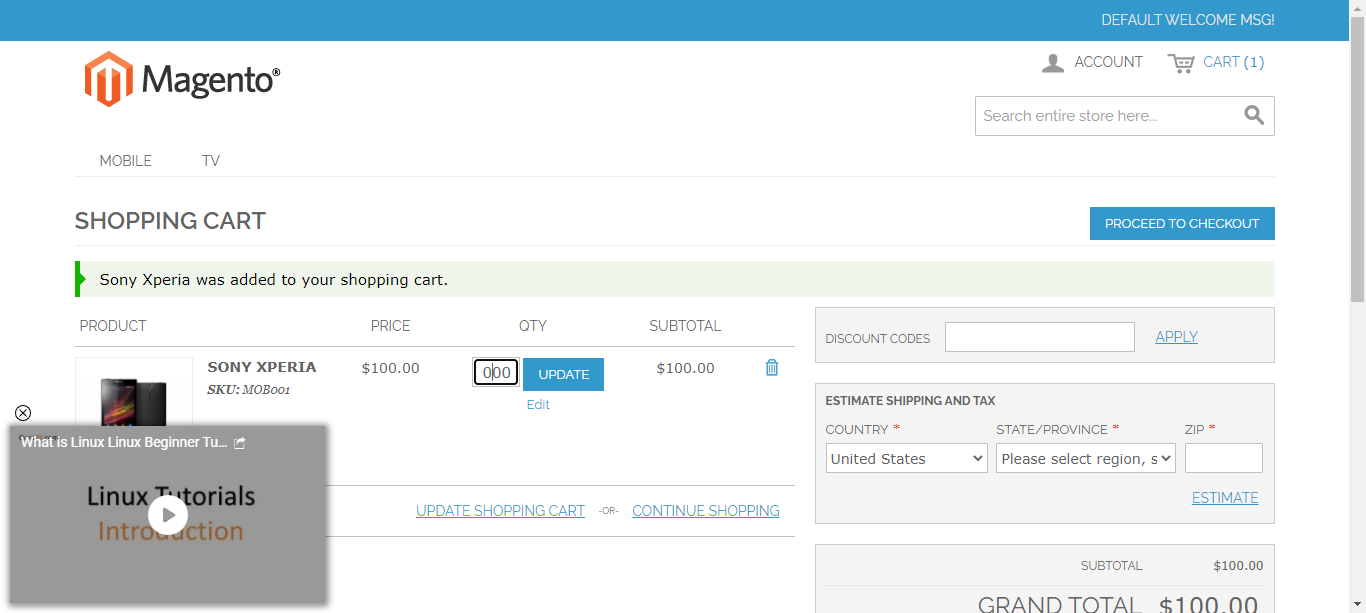 DEFAULT WELCOME MSG!
Magento®
ACCOUNT
CART (1)
Search entire store here...
MOBILE
TV
SHOPPING CART
PROCEED TO CHECKOUT
Sony Xperia was added to your shopping cart.
PRODUCT PRICE QTY SUBTOTAL
SONY XPERIA $100.00 000 UPDATE $100.00
SKU: MOB001
Edit
UPDATE SHOPPING CART -OR- CONTINUE SHOPPING
What is Linux Linux Beginner Tu...
Linux Tutorials
Introduction
DISCOUNT CODES APPLY
ESTIMATE SHIPPING AND TAX
COUNTRY * STATE/PROVINCE * ZIP *
United States Please select region, s
ESTIMATE
SUBTOTAL $100.00
GRAND TOTAL $100.00